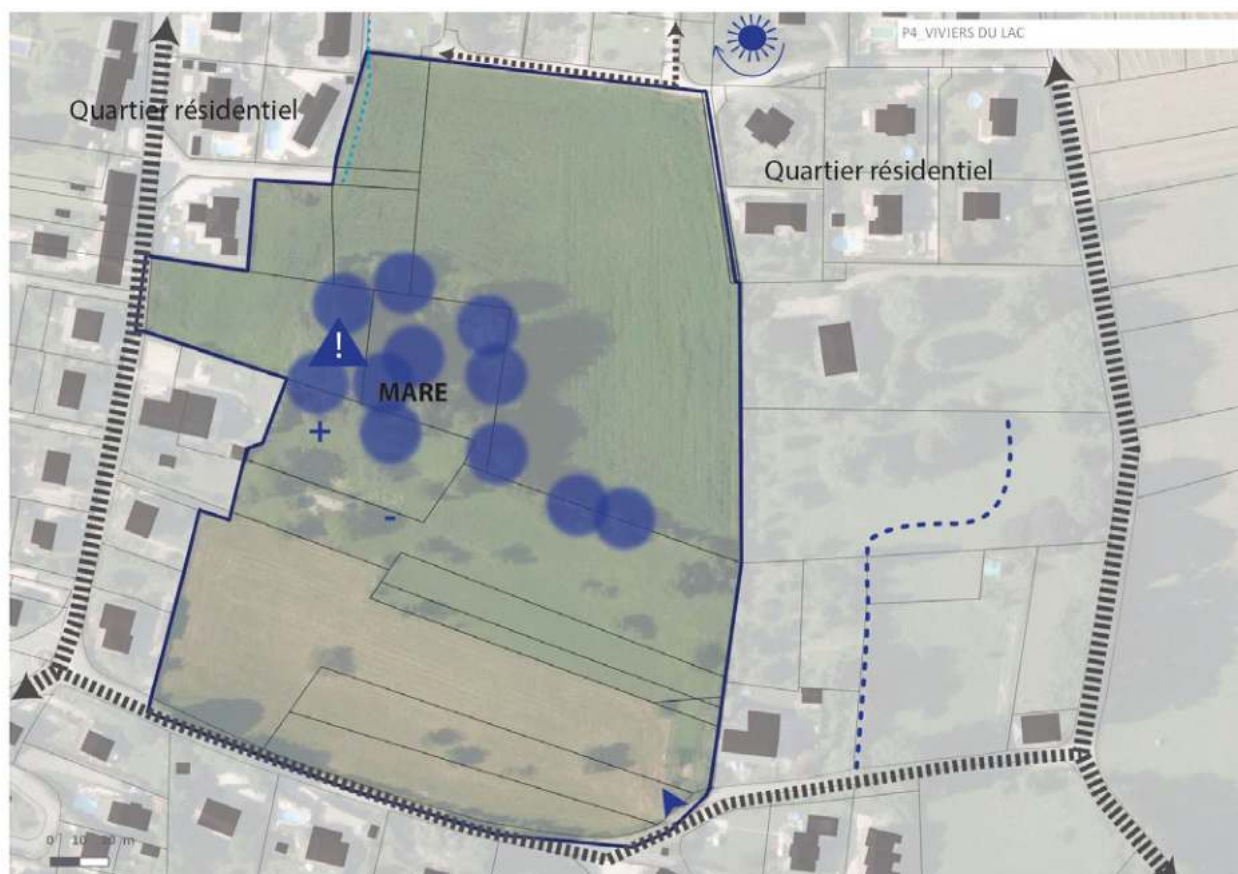 P4_VIVIERS DU LAC
Quartier résidentiel
Quartier résidentiel
!
MARE
+
-
0 10 20 m